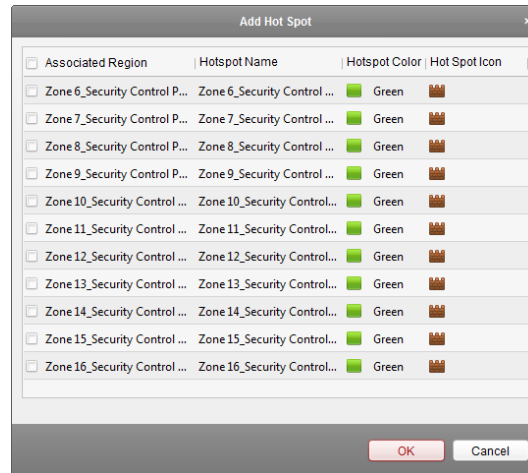 Add Hot Spot
Associated Region Hotspot Name Hotspot Color Hot Spot Icon
Zone 6_Security Control P... Zone 6_Security Control ... Green
Zone 7_Security Control P... Zone 7_Security Control ... Green
Zone 8_Security Control P... Zone 8_Security Control ... Green
Zone 9_Security Control P... Zone 9_Security Control ... Green
Zone 10_Security Control ... Zone 10_Security Control... Green
Zone 11_Security Control ... Zone 11_Security Control... Green
Zone 12_Security Control ... Zone 12_Security Control... Green
Zone 13_Security Control ... Zone 13_Security Control... Green
Zone 14_Security Control ... Zone 14_Security Control... Green
Zone 15_Security Control ... Zone 15_Security Control... Green
Zone 16_Security Control ... Zone 16_Security Control... Green
OK Cancel